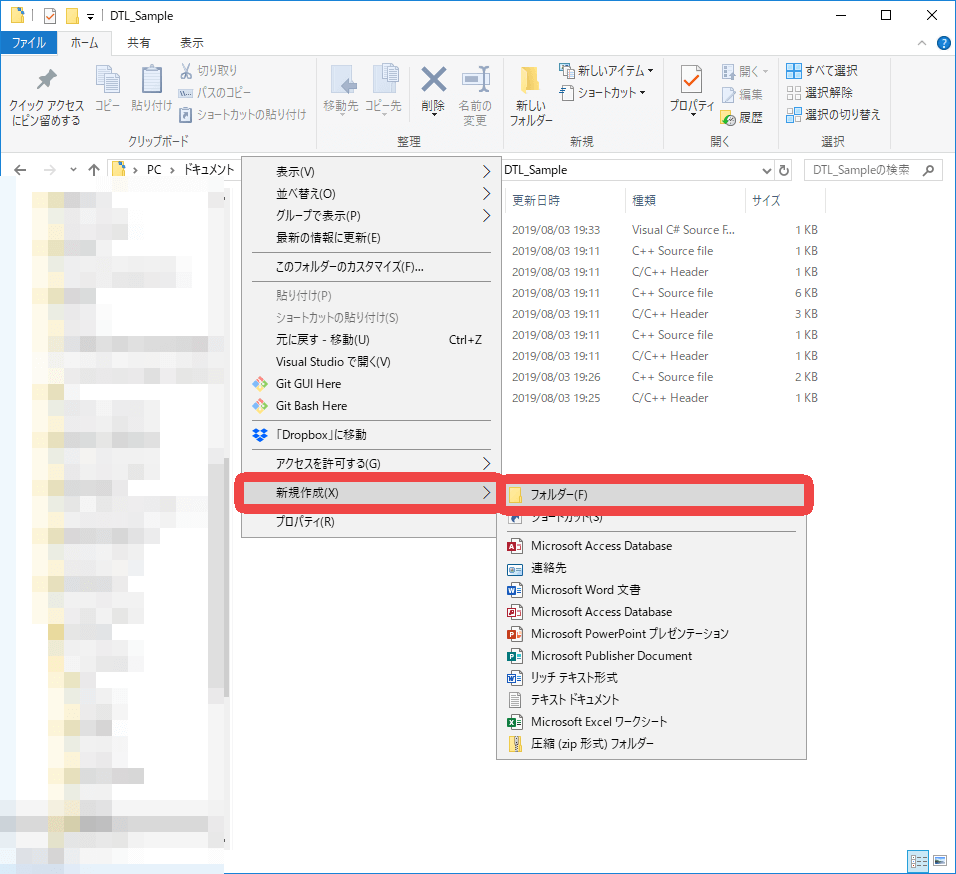 DTL_Sample
ファイル ホーム 共有 表示
クイック アクセス
にピン留めする
コピー
貼り付け
切り取り
パスのコピー
ショートカットの貼り付け
クリップボード
移動先
コピー先
削除
名前の
変更
整理
新しい
フォルダー
新しいアイテム
ショートカット
新規
プロパティ
開く
編集
履歴
開く
すべて選択
選択解除
選択の切り替え
選択
PC ドキュメント
DTL_Sample
DTL_Sampleの検索
更新日時 種類 サイズ
2019/08/03 19:33 Visual C# Source F... 1 KB
2019/08/03 19:11 C++ Source file 1 KB
2019/08/03 19:11 C/C++ Header 1 KB
2019/08/03 19:11 C++ Source file 6 KB
2019/08/03 19:11 C/C++ Header 3 KB
2019/08/03 19:11 C++ Source file 1 KB
2019/08/03 19:11 C/C++ Header 1 KB
2019/08/03 19:26 C++ Source file 2 KB
2019/08/03 19:25 C/C++ Header 1 KB
表示(V)
並べ替え(O)
グループで表示(P)
最新の情報に更新(E)
このフォルダーのカスタマイズ(F)...
貼り付け(P)
ショートカットの貼り付け(S)
元に戻す - 移動(U) Ctrl+Z
Visual Studio で開く(V)
Git GUI Here
Git Bash Here
「Dropbox」に移動
アクセスを許可する(G)
新規作成(X)
プロパティ(R)
フォルダー(F)
ショートカット(S)
Microsoft Access Database
連絡先
Microsoft Word 文書
Microsoft Access Database
Microsoft PowerPoint プレゼンテーション
Microsoft Publisher Document
リッチ テキスト形式
テキスト ドキュメント
Microsoft Excel ワークシート
圧縮 (zip 形式) フォルダー